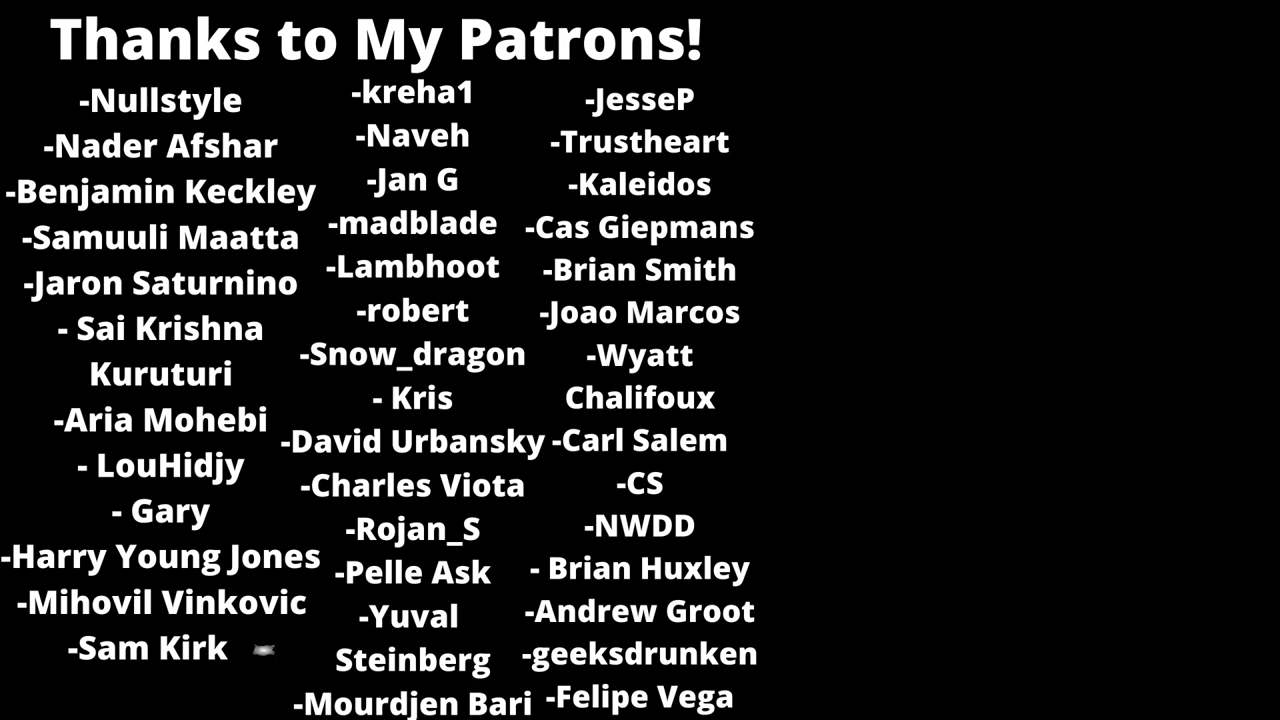 Thanks to My Patrons!
-Nullstyle
-Nader Afshar
-Benjamin Keckley
-Samuuli Maatta
-Jaron Saturnino
- Sai Krishna
Kuruturi
-Aria Mohebi
- LouHidjy
- Gary
-Harry Young Jones
-Mihovil Vinkovic
-Sam Kirk
-kreha1
-Naveh
-Jan G
-madblade
-Lambhoot
-robert
-Snow_dragon
- Kris
-David Urbansky
-Charles Viota
-Rojan_S
-Pelle Ask
-Yuval
Steinberg
-Mourdjen Bari
-JesseP
-Trustheart
-Kaleidos
-Cas Giepmans
-Brian Smith
-Joao Marcos
-Wyatt
Chalifoux
-Carl Salem
-CS
-NWDD
- Brian Huxley
-Andrew Groot
-geeksdrunken
-Felipe Vega